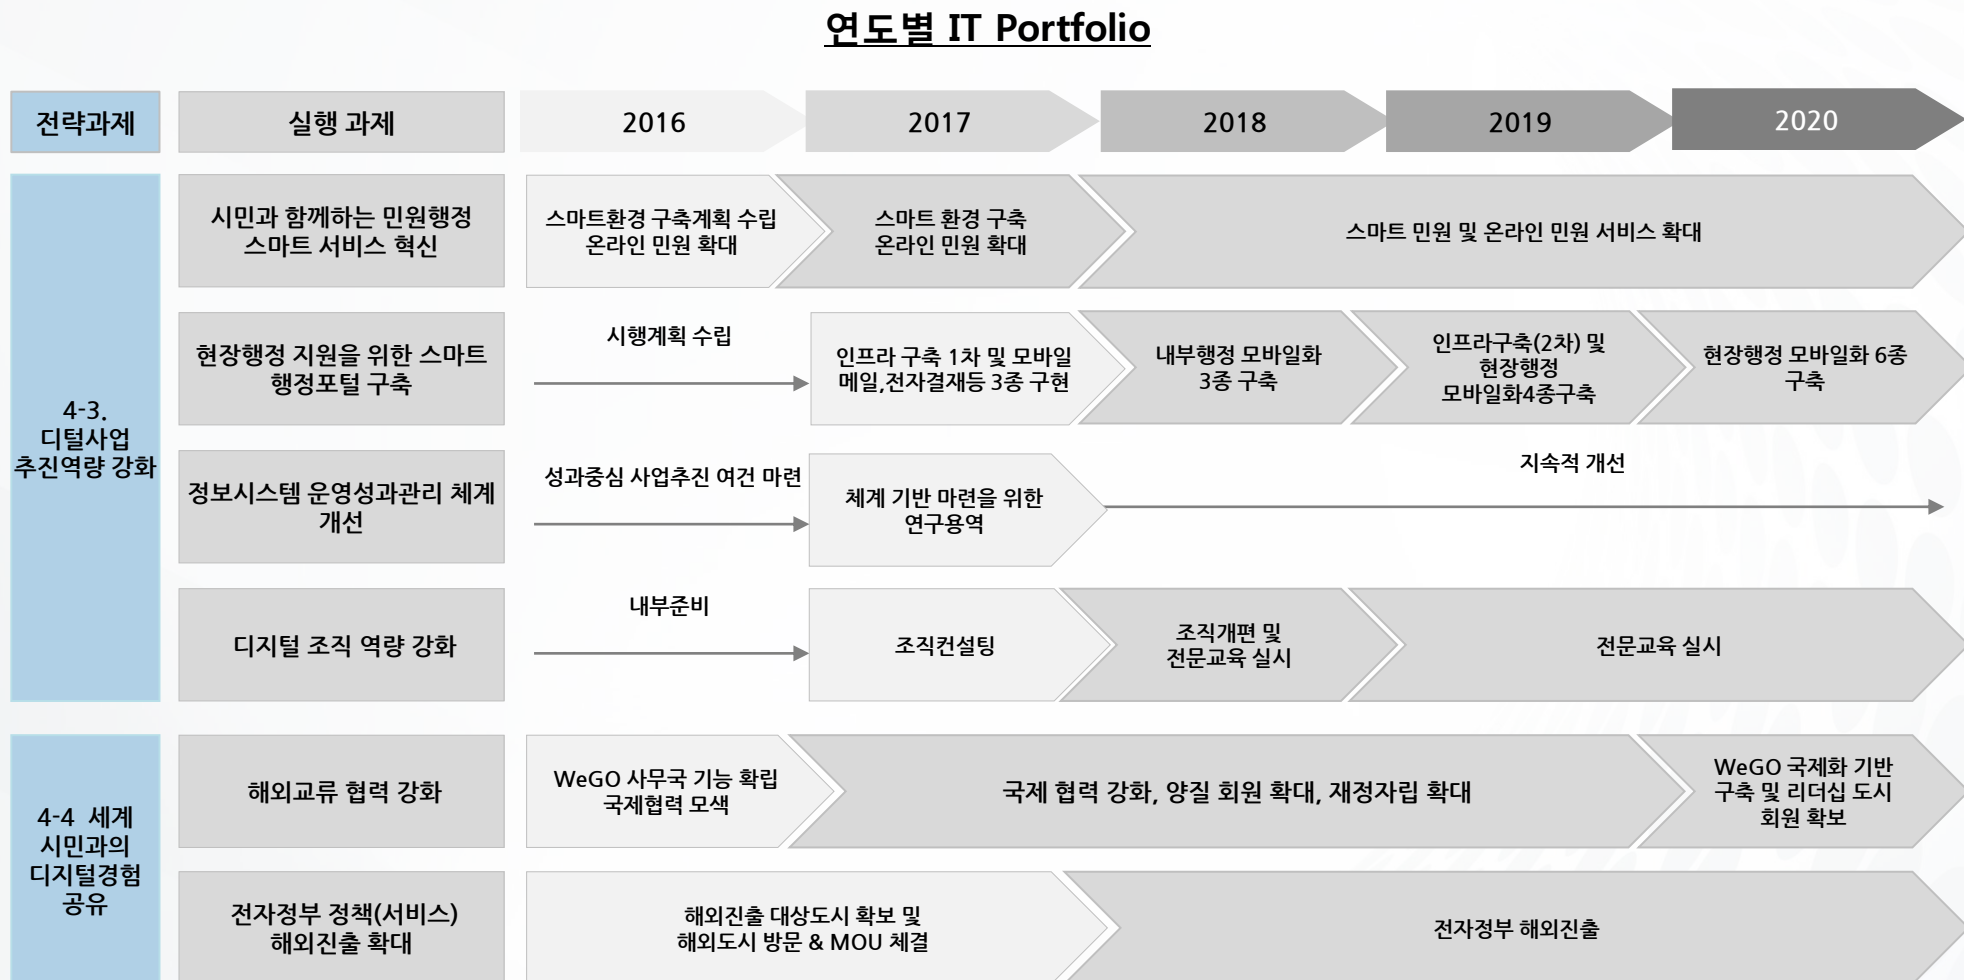 연도별 IT Portfolio
전략과제
실행 과제
2016
2017
2018
2019
2020
4-3.
디털사업
추진역량 강화
시민과 함께하는 민원행정
스마트 서비스 혁신
스마트환경 구축계획 수립
온라인 민원 확대
스마트 환경 구축
온라인 민원 확대
스마트 민원 및 온라인 민원 서비스 확대
현장행정 지원을 위한 스마트
행정포털 구축
시행계획 수립
인프라 구축 1차 및 모바일
메일,전자결재등 3종 구현
내부행정 모바일화
3종 구축
인프라구축(2차) 및
현장행정
모바일화4종구축
현장행정 모바일화 6종
구축
정보시스템 운영성과관리 체계
개선
성과중심 사업추진 여건 마련
체계 기반 마련을 위한
연구용역
지속적 개선
디지털 조직 역량 강화
내부준비
조직컨설팅
조직개편 및
전문교육 실시
전문교육 실시
4-4 세계
시민과의
디지털경험
공유
해외교류 협력 강화
WeGO 사무국 기능 확립
국제협력 모색
국제 협력 강화, 양질 회원 확대, 재정자립 확대
WeGO 국제화 기반
구축 및 리더십 도시
회원 확보
전자정부 정책(서비스)
해외진출 확대
해외진출 대상도시 확보 및
해외도시 방문 & MOU 체결
전자정부 해외진출